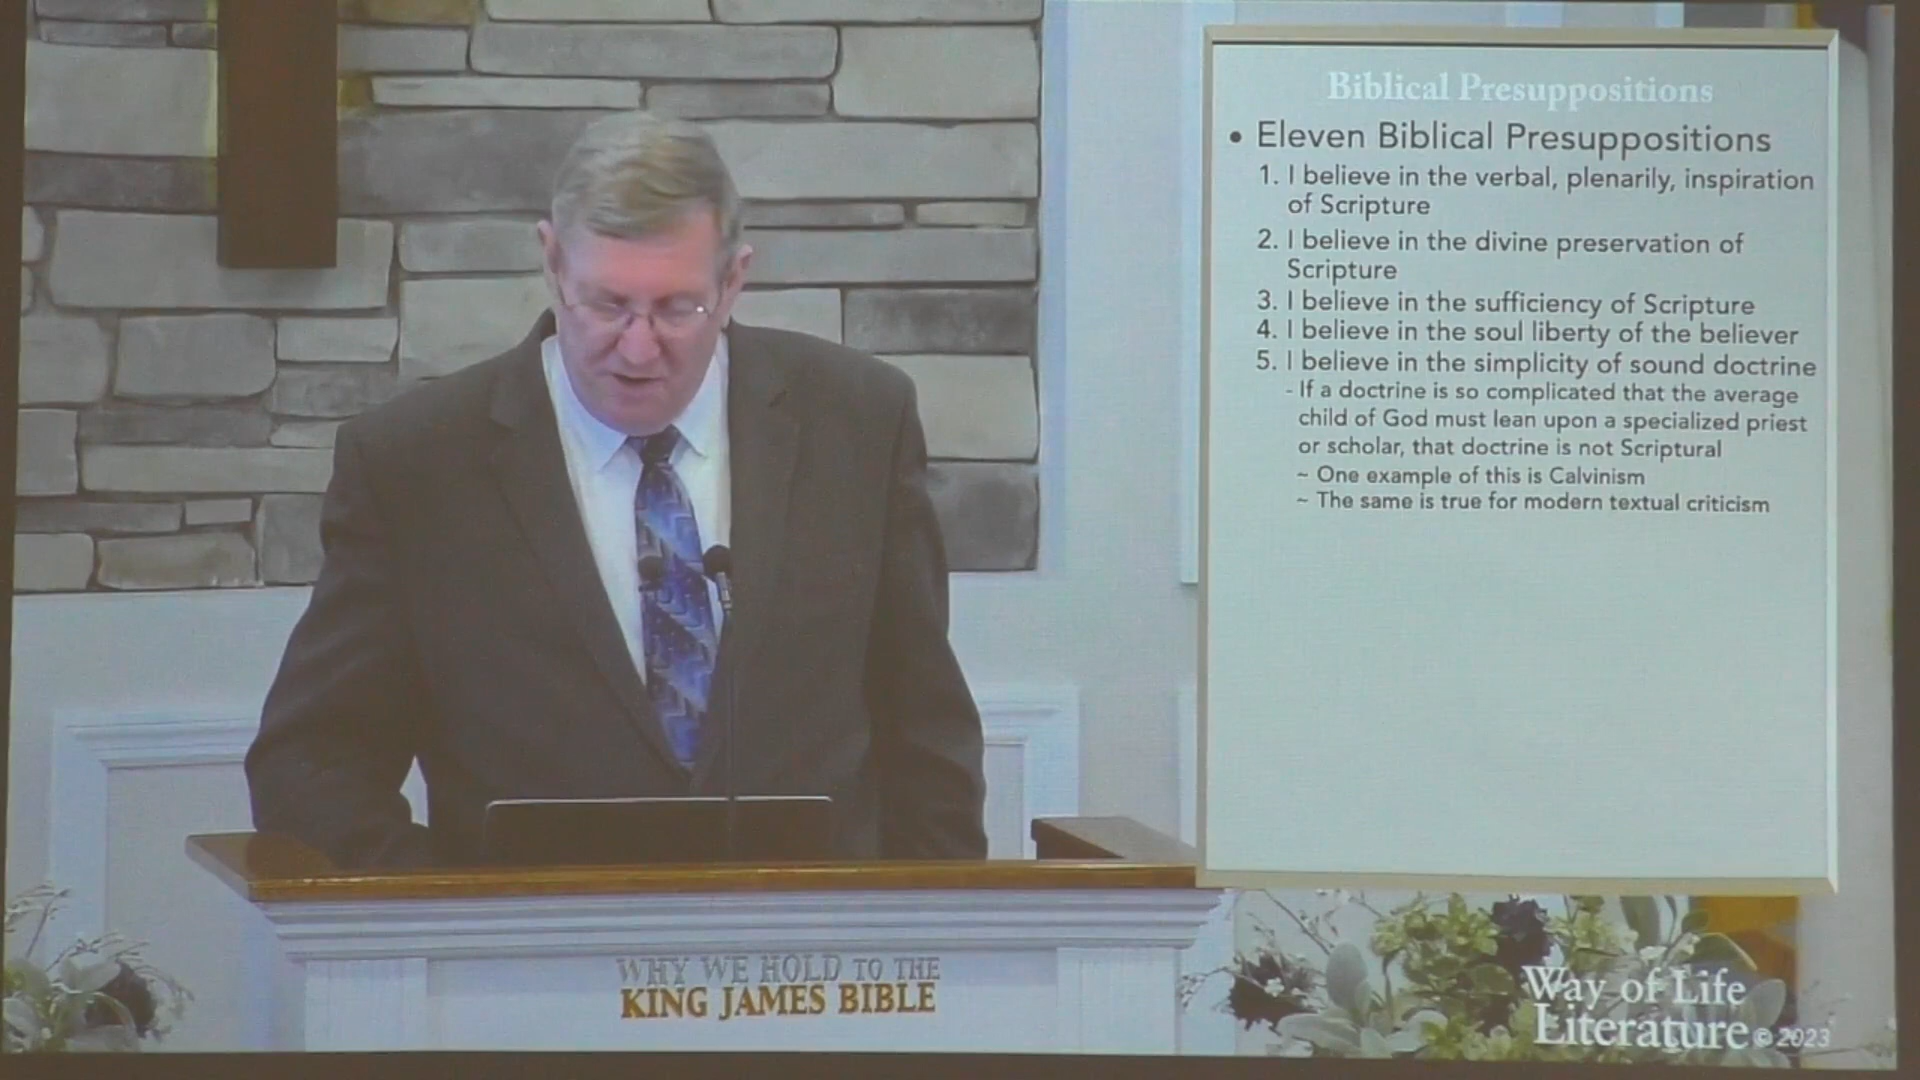 Biblical Presuppositions
• Eleven Biblical Presuppositions
1. I believe in the verbal, plenarily, inspiration
of Scripture
2. I believe in the divine preservation of
Scripture
3. I believe in the sufficiency of Scripture
4. I believe in the soul liberty of the believer
5. I believe in the simplicity of sound doctrine
- If a doctrine is so complicated that the average
child of God must lean upon a specialized priest
or scholar, that doctrine is not Scriptural
~ One example of this is Calvinism
~ The same is true for modern textual criticism
WHY WE HOLD TO THE
KING JAMES BIBLE
Way of Life
Literature © 2023